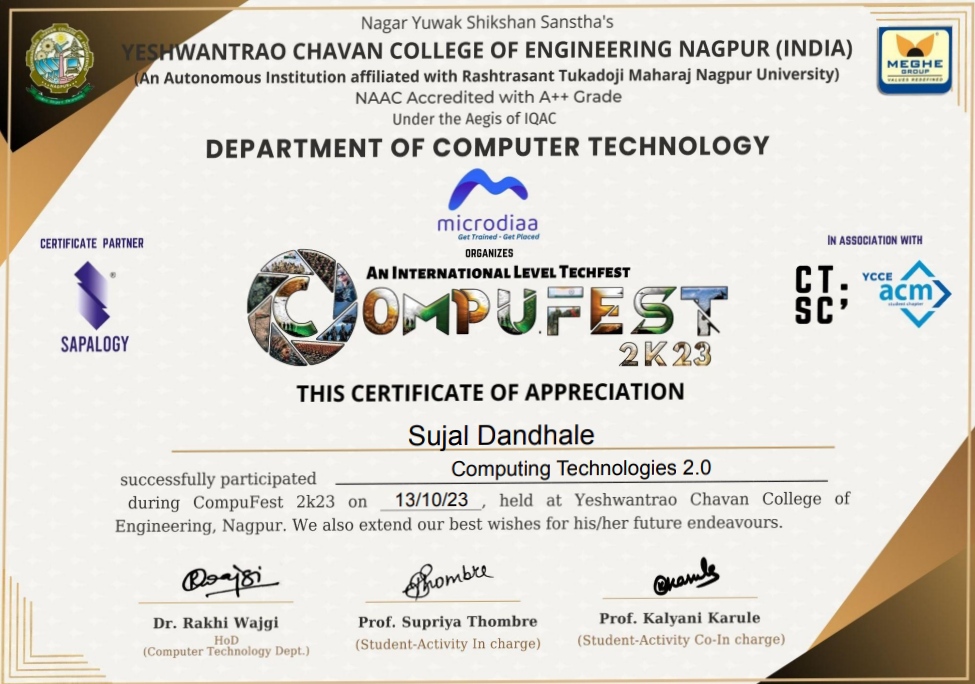 Nagar Yuwak Shikshan Sanstha's
YESHWANTRAO CHAVAN COLLEGE OF ENGINEERING NAGPUR (INDIA)
(An Autonomous Institution affiliated with Rashtrasant Tukadoji Maharaj Nagpur University)
NAAC Accredited with A++ Grade
Under the Aegis of IQAC
DEPARTMENT OF COMPUTER TECHNOLOGY
MEGHE
GROUP
VALUES REDEFINED
microdiaa
Get Trained - Get Placed
ORGANIZES
CERTIFICATE PARTNER
SAPALOGY
IN ASSOCIATION WITH
CT;
SC
YCCE
acm
student chapter
AN INTERNATIONAL LEVEL TECHFEST
COMPUFEST
2K23
THIS CERTIFICATE OF APPRECIATION
Sujal Dandhale
successfully participated Computing Technologies 2.0
during CompuFest 2k23 on 13/10/23, held at Yeshwantrao Chavan College of
Engineering, Nagpur. We also extend our best wishes for his/her future endeavours.
Dr. Rakhi Wajgi
HoD
(Computer Technology Dept.)
Prof. Supriya Thombre
(Student-Activity In charge)
Prof. Kalyani Karule
(Student-Activity Co-In charge)